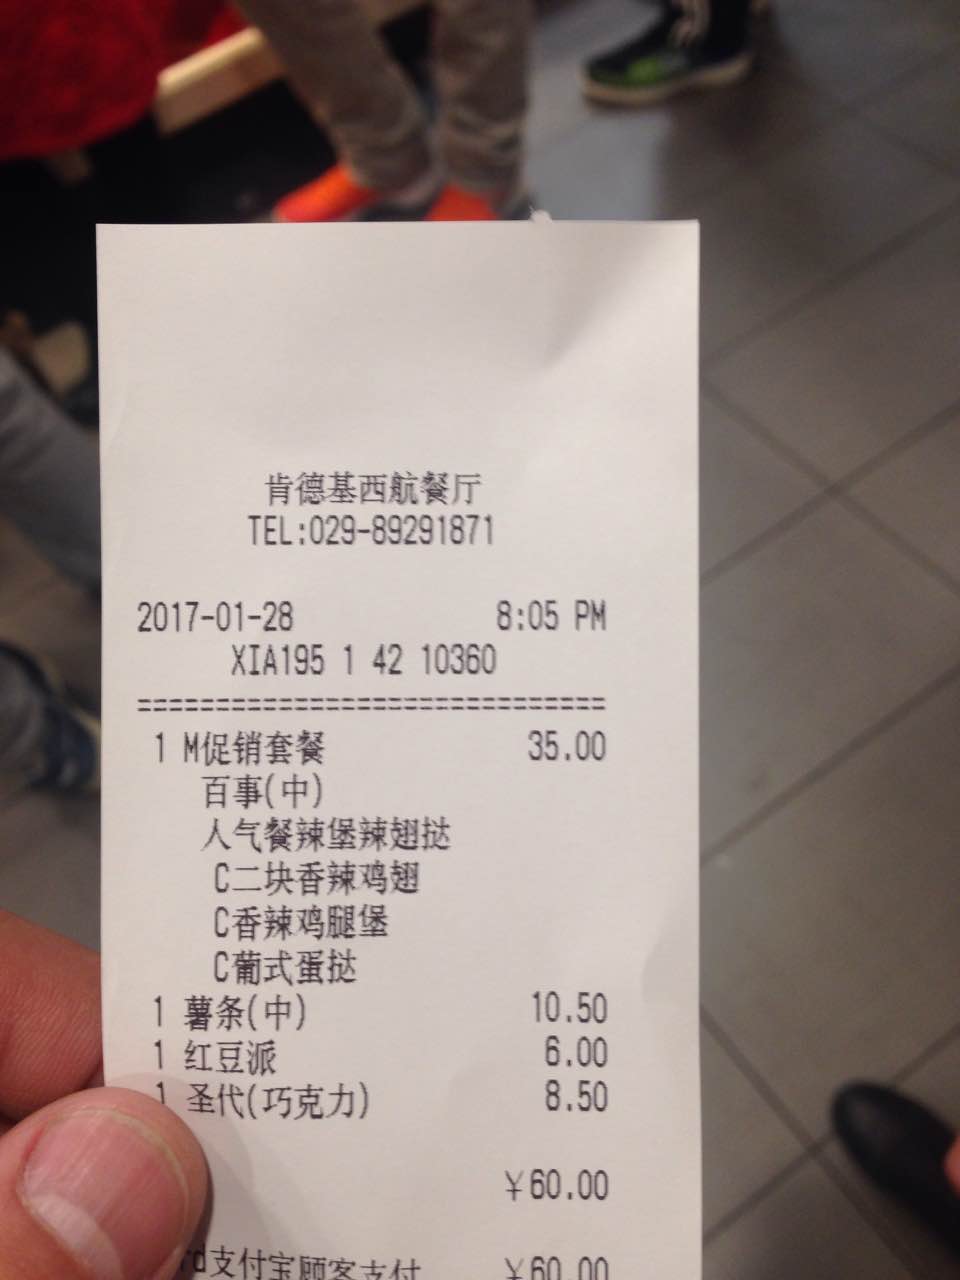 肯德基西航餐厅
TEL:029-89291871
2017-01-28 8:05 PM
XIA195 1 42 10360
==============================
1 M促销套餐 35.00
百事(中)
人气餐辣堡辣翅挞
C二块香辣鸡翅
C香辣鸡腿堡
C葡式蛋挞
1 薯条(中) 10.50
1 红豆派 6.00
1 圣代(巧克力) 8.50
¥60.00
rd支付宝顾客支付 ¥60.00